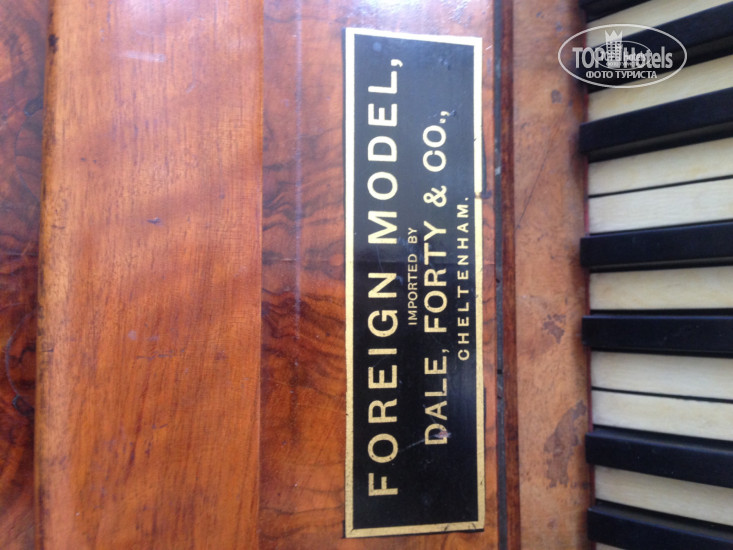 FOREIGN MODEL,
IMPORTED BY
DALE, FORTY & CO.,
CHELTENHAM.
TOP Hotels
ФОТО ТУРИСТА